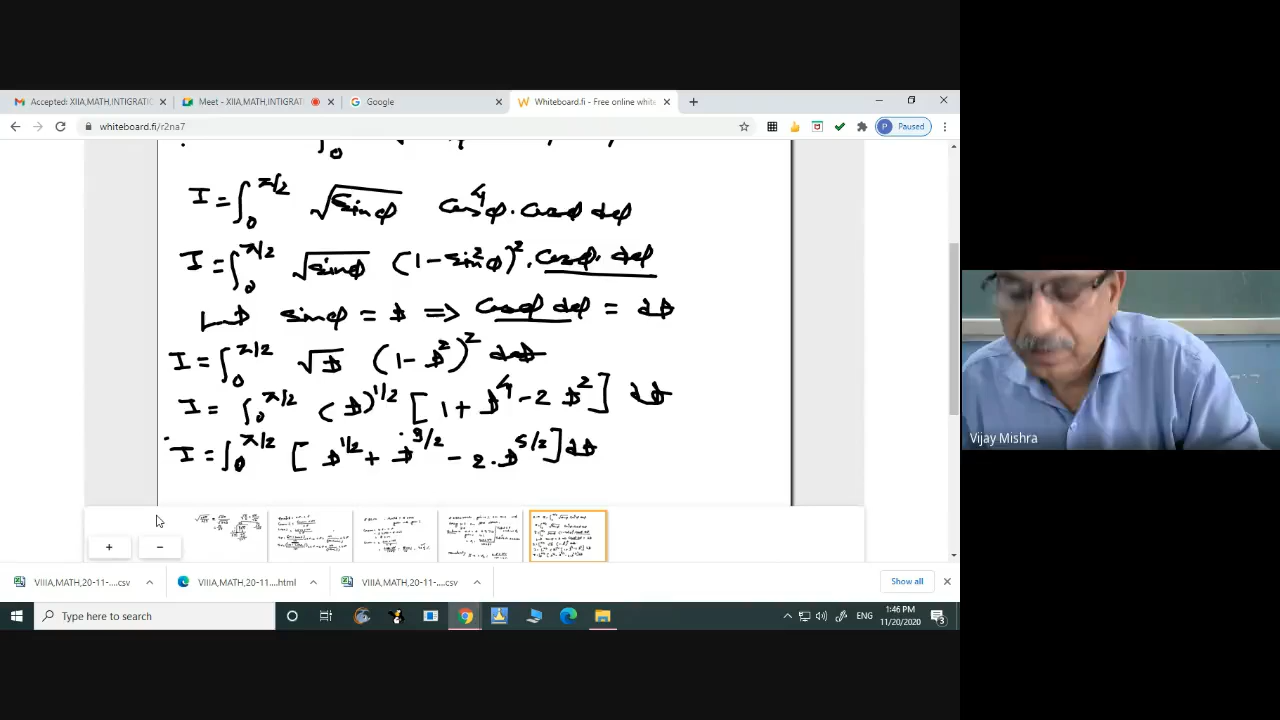 Accepted: XIIA,MATH,INTIGRATI
Meet - XIIA,MATH,INTIGRATI
Google
Whiteboard.fi - Free online white
whiteboard.fi/r2na7
Paused
I = ∫₀^π/2 √sinφ cos⁴φ · cosφ dφ
I = ∫₀^π/2 √sinφ (1 - sin²φ)² · cosφ · dφ
Let sinφ = t ⇒ cosφ dφ = dt
I = ∫₀^π/2 √t (1 - t²)² dt
I = ∫₀^π/2 (t)^1/2 [1 + t⁴ - 2 t²] dt
I = ∫₀^π/2 [t^1/2 + t^9/2 - 2 · t^5/2] dt
Vijay Mishra
+ −
VIIIA,MATH,20-11-....csv
VIIIA,MATH,20-11-....html
VIIIA,MATH,20-11-....csv
Show all
Type here to search
ENG
1:46 PM
11/20/2020
3